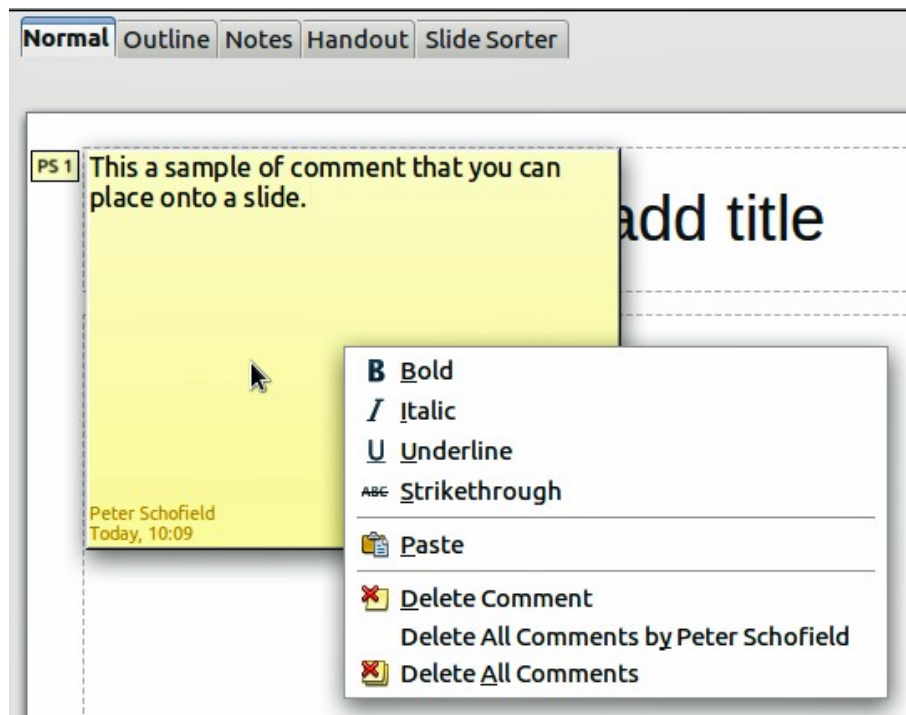 Normal Outline Notes Handout Slide Sorter
PS 1
This a sample of comment that you can
place onto a slide.
add title
Peter Schofield
Today, 10:09
B Bold
I Italic
U Underline
ABC Strikethrough
Paste
Delete Comment
Delete All Comments by Peter Schofield
Delete All Comments